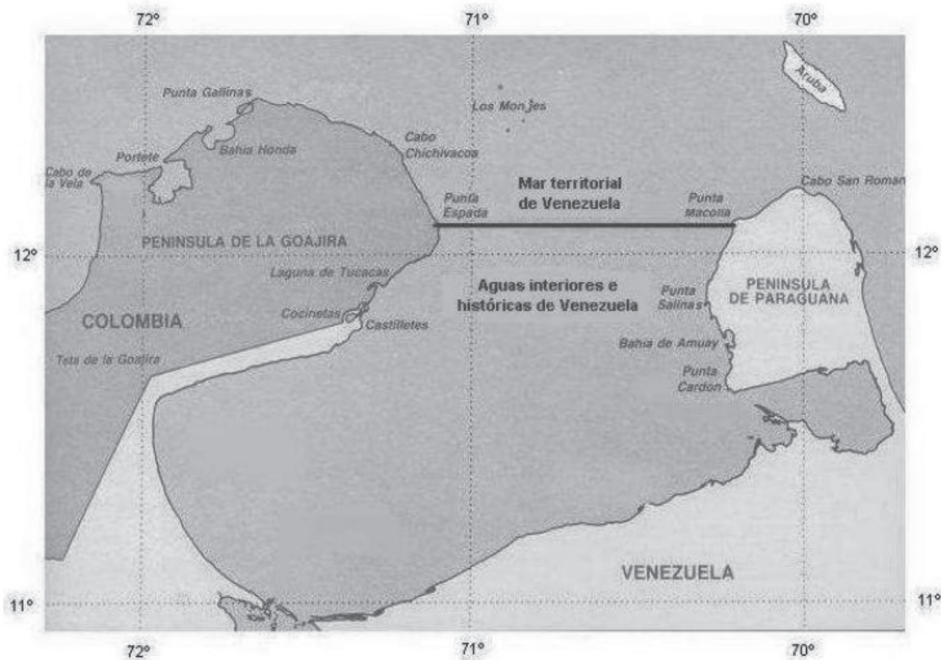 72°
71°
70°
Aruba
Punta Gallinas
Los Monjes
Bahia Honda
Cabo
Chichivacoa
Portete
Cabo de
la Vela
Cabo San Roman
Mar territorial
de Venezuela
Punta
Espada
Punta
Macolla
12°
PENINSULA DE LA GOAJIRA
12°
Laguna de Tucacas
Aguas interiores e
históricas de Venezuela
Punta
Salinas
PENINSULA
DE PARAGUANA
Cocinetas
Castilletes
COLOMBIA
Bahia de Amuay
Teta de la Goajira
Punta
Cardon
VENEZUELA
11°
11°
72°
71°
70°